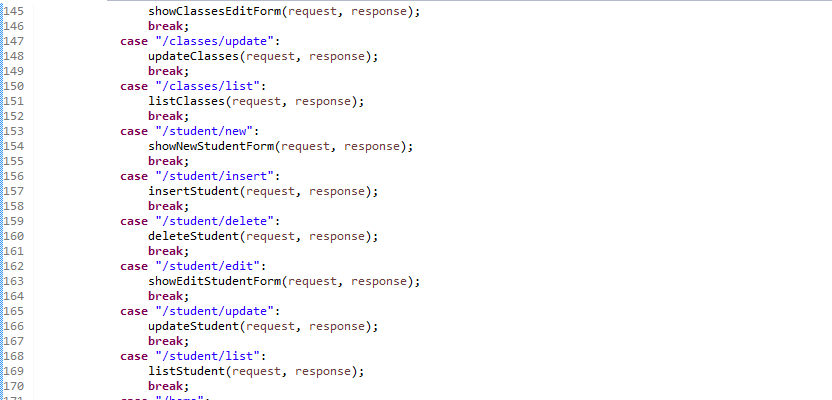 145 showClassesEditForm(request, response);
146 break;
147 case "/classes/update":
148 updateClasses(request, response);
149 break;
150 case "/classes/list":
151 listClasses(request, response);
152 break;
153 case "/student/new":
154 showNewStudentForm(request, response);
155 break;
156 case "/student/insert":
157 insertStudent(request, response);
158 break;
159 case "/student/delete":
160 deleteStudent(request, response);
161 break;
162 case "/student/edit":
163 showEditStudentForm(request, response);
164 break;
165 case "/student/update":
166 updateStudent(request, response);
167 break;
168 case "/student/list":
169 listStudent(request, response);
170 break;
171 case "/home":